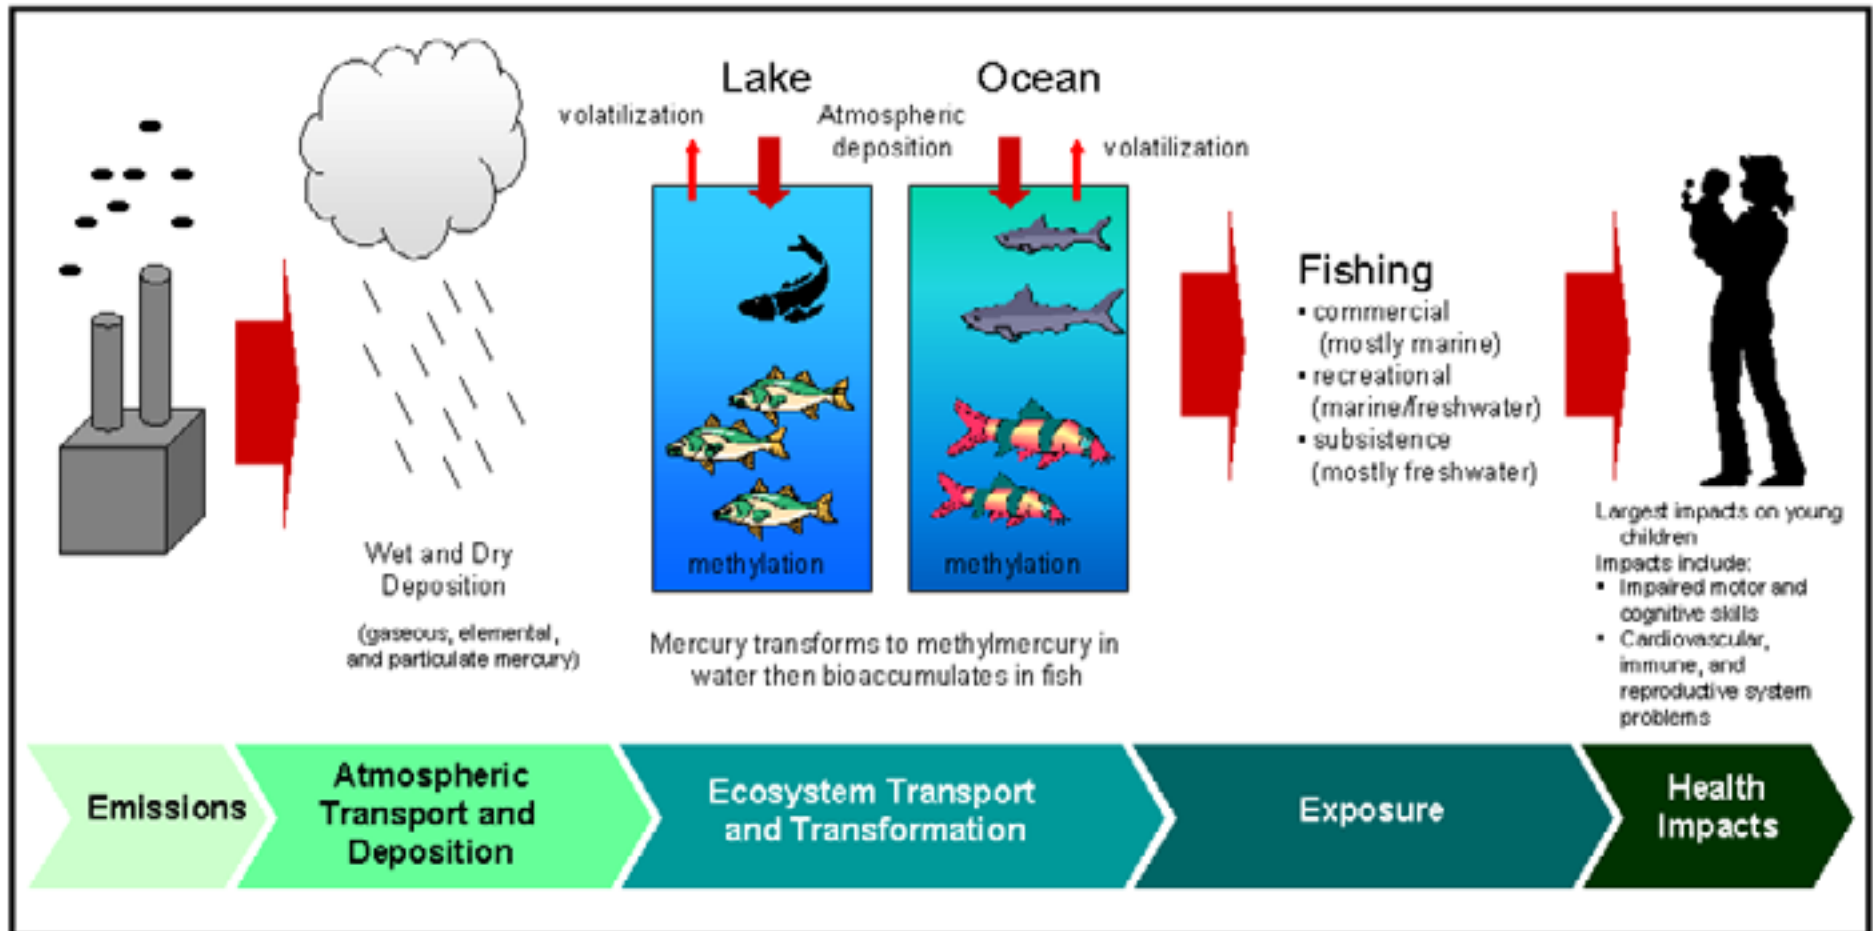 Lake
Ocean
volatilization
Atmospheric
deposition
volatilization
Wet and Dry
Deposition
(gaseous, elemental,
and particulate mercury)
methylation
methylation
Mercury transforms to methylmercury in
water then bioaccumulates in fish
Fishing
▪ commercial
(mostly marine)
▪ recreational
(marine/freshwater)
▪ subsistence
(mostly freshwater)
Largest impacts on young
children
Impacts include:
▪ Impaired motor and
cognitive skills
▪ Cardiovascular,
immune, and
reproductive system
problems
Emissions
Atmospheric
Transport and
Deposition
Ecosystem Transport
and Transformation
Exposure
Health
Impacts